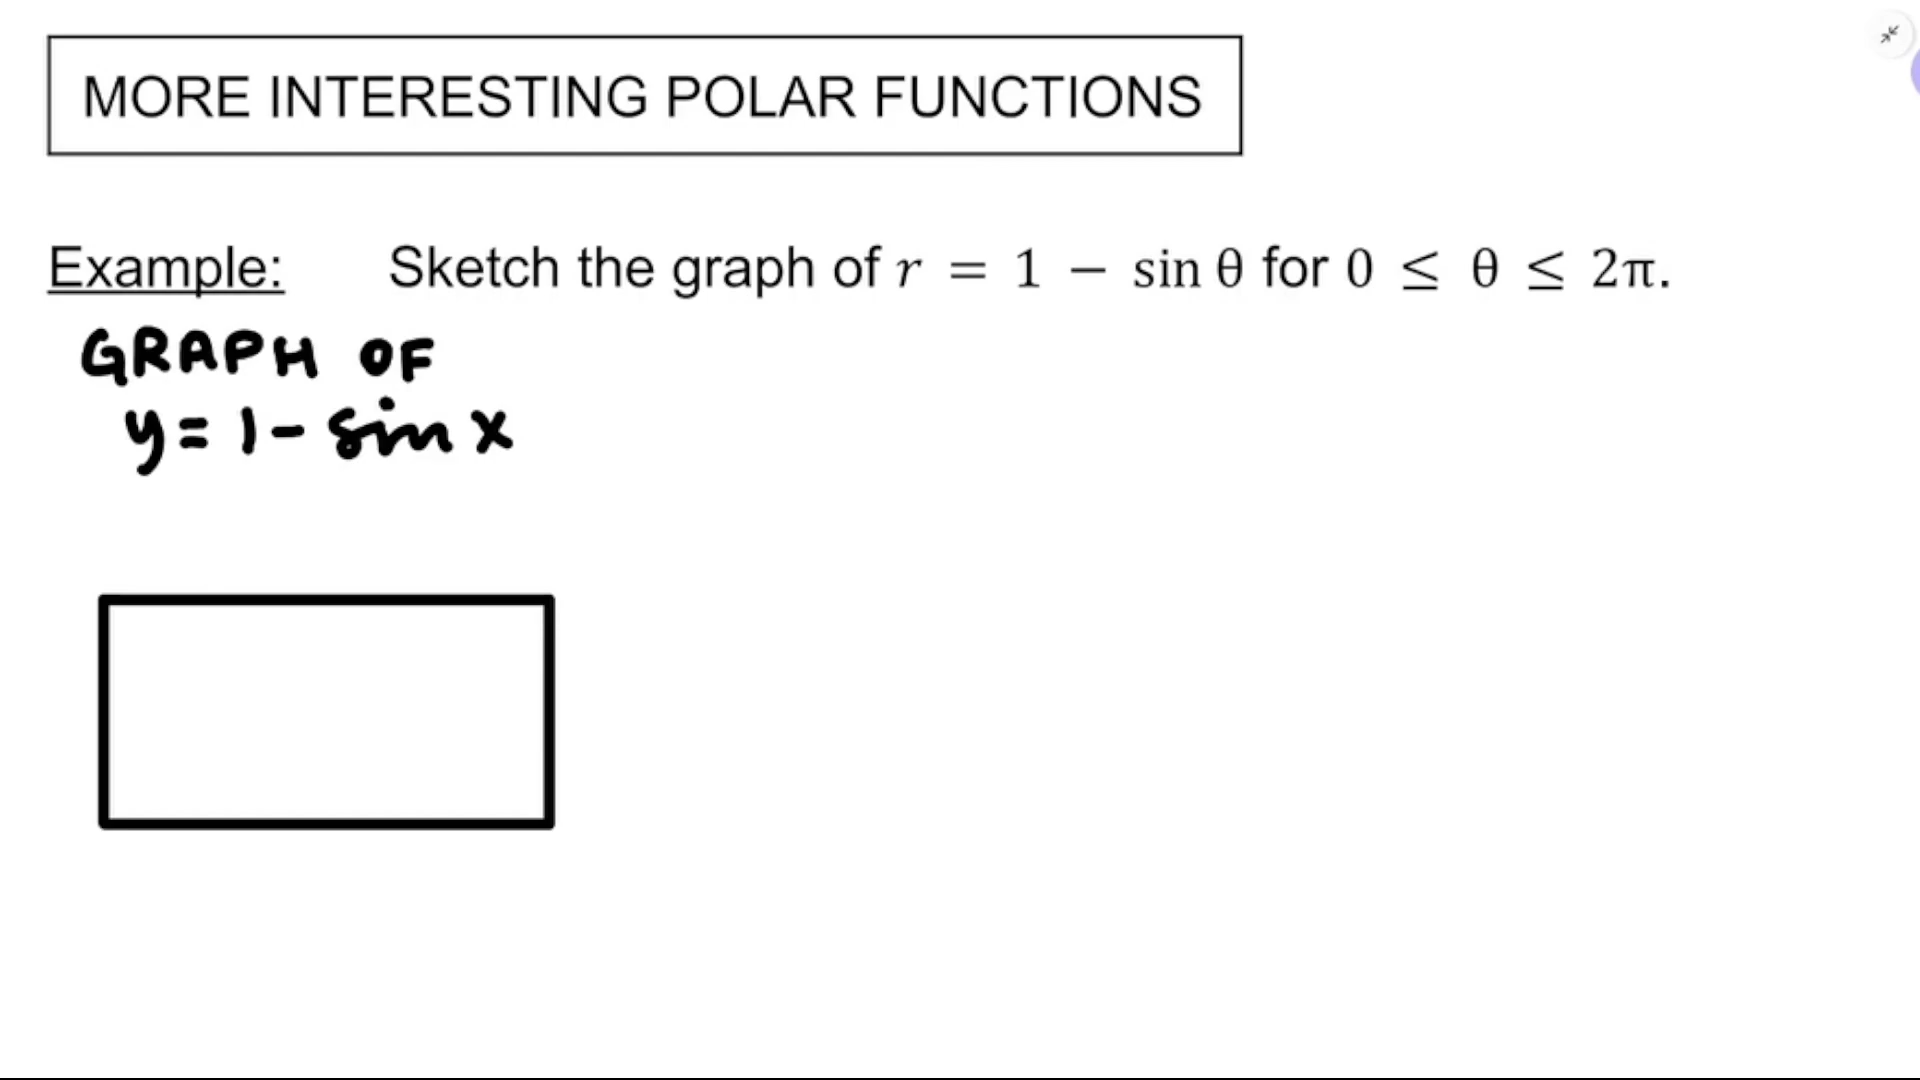 MORE INTERESTING POLAR FUNCTIONS
Example: Sketch the graph of r = 1 − sin θ for 0 ≤ θ ≤ 2π.
GRAPH OF
y = 1 - sin x